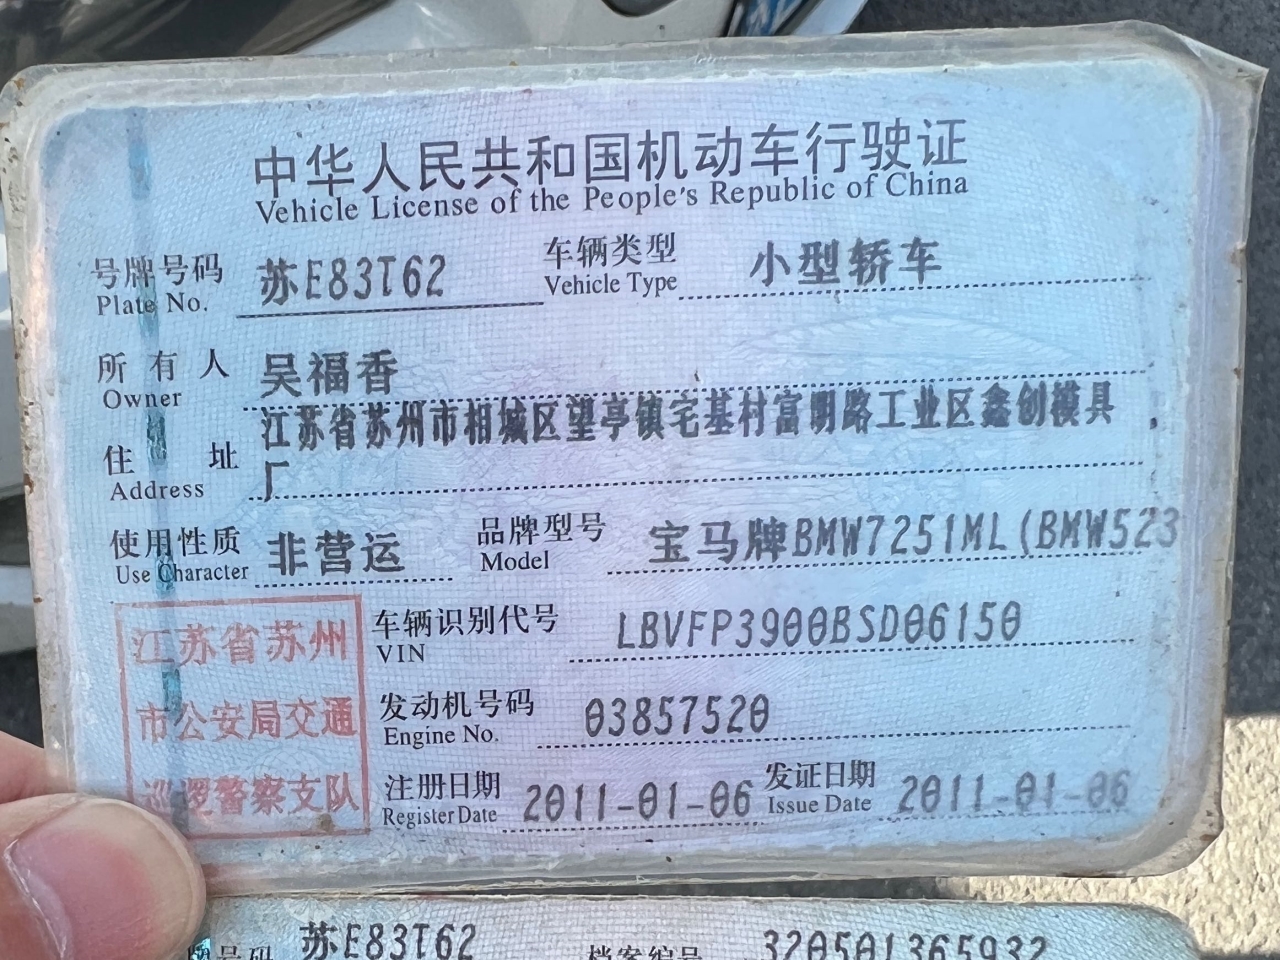 中华人民共和国机动车行驶证
Vehicle License of the People's Republic of China
号牌号码 苏E83T62 车辆类型 小型轿车
Plate No. Vehicle Type
所有人 吴福香
Owner
江苏省苏州市相城区望亭镇宅基村富明路工业区鑫创模具
住址 厂
Address
使用性质 非营运 品牌型号 宝马牌BMW7251ML(BMW523
Use Character Model
江苏省苏州
市公安局交通
巡逻警察支队
车辆识别代号 LBVFP3900BSD06150
VIN
发动机号码 03857520
Engine No.
注册日期 2011-01-06 发证日期 2011-01-06
Register Date Issue Date
牌号码 苏E83T62 档案编号 320501365932